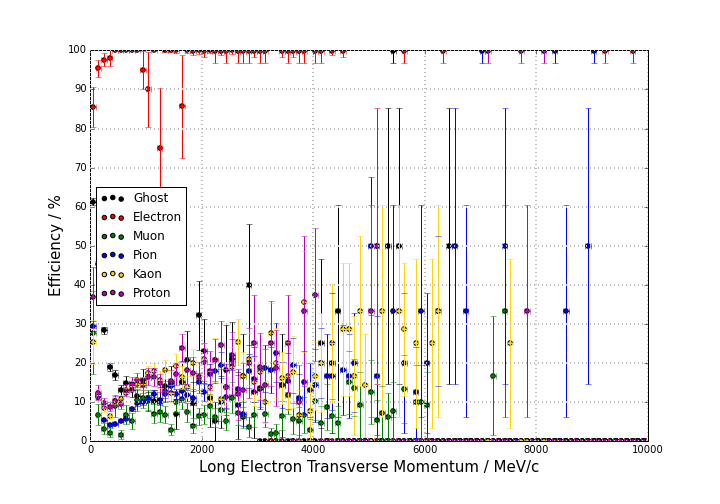 100
90
80
70
60
50
40
30
20
10
0
Efficiency / %
Ghost
Electron
Muon
Pion
Kaon
Proton
0 2000 4000 6000 8000 10000
Long Electron Transverse Momentum / MeV/c